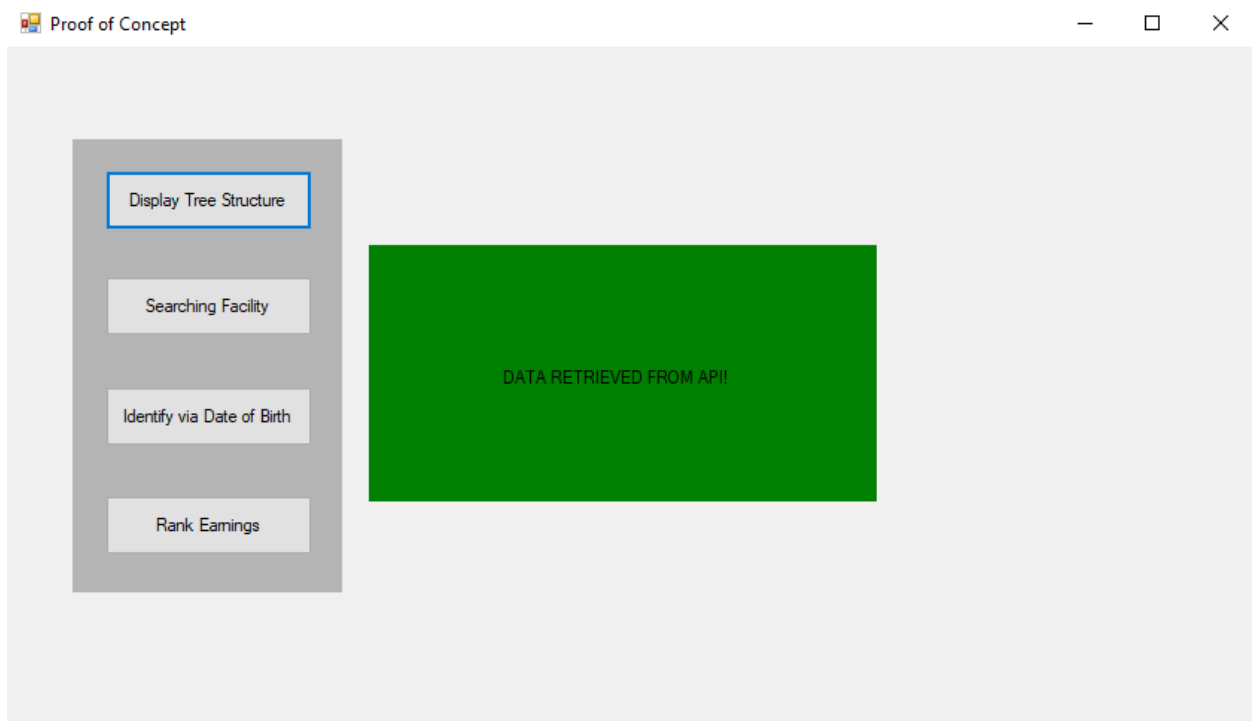 Proof of Concept
Display Tree Structure
Searching Facility
DATA RETRIEVED FROM API!
Identify via Date of Birth
Rank Earnings